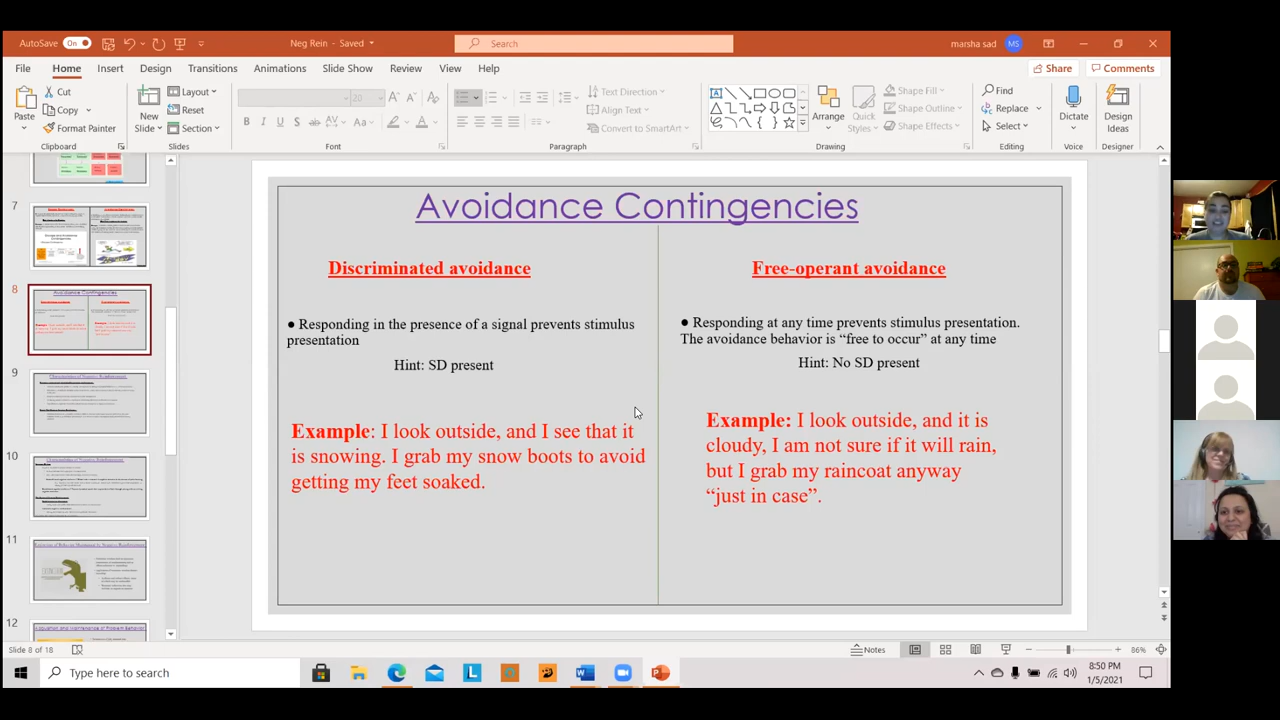 AutoSave On
Neg Rein - Saved
Search
marsha sad MS
File Home Insert Design Transitions Animations Slide Show Review View Help
Share Comments
Paste
Cut
Copy
Format Painter
Clipboard
New Slide
Layout
Reset
Section
Slides
20
Font
Text Direction
Align Text
Convert to SmartArt
Paragraph
Arrange
Quick Styles
Shape Fill
Shape Outline
Shape Effects
Drawing
Find
Replace
Select
Editing
Dictate
Voice
Design Ideas
Designer
7
8
9
10
11
12
Avoidance Contingencies
Discriminated avoidance
● Responding in the presence of a signal prevents stimulus
presentation
Hint: SD present
Example: I look outside, and I see that it
is snowing. I grab my snow boots to avoid
getting my feet soaked.
Free-operant avoidance
● Responding at any time prevents stimulus presentation.
The avoidance behavior is “free to occur” at any time
Hint: No SD present
Example: I look outside, and it is
cloudy, I am not sure if it will rain,
but I grab my raincoat anyway
“just in case”.
Slide 8 of 18
Notes
86%
Type here to search
8:50 PM
1/5/2021